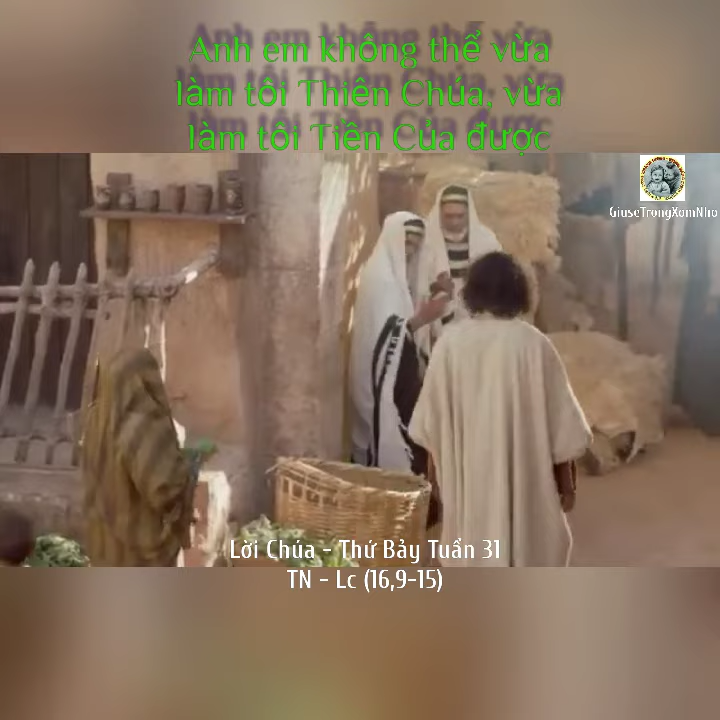 Anh em không thể vừa
làm tôi Thiên Chúa, vừa
làm tôi Tiền Của được
GiuseTrongXomNho
Lời Chúa - Thứ Bảy Tuần 31
TN - Lc (16,9-15)